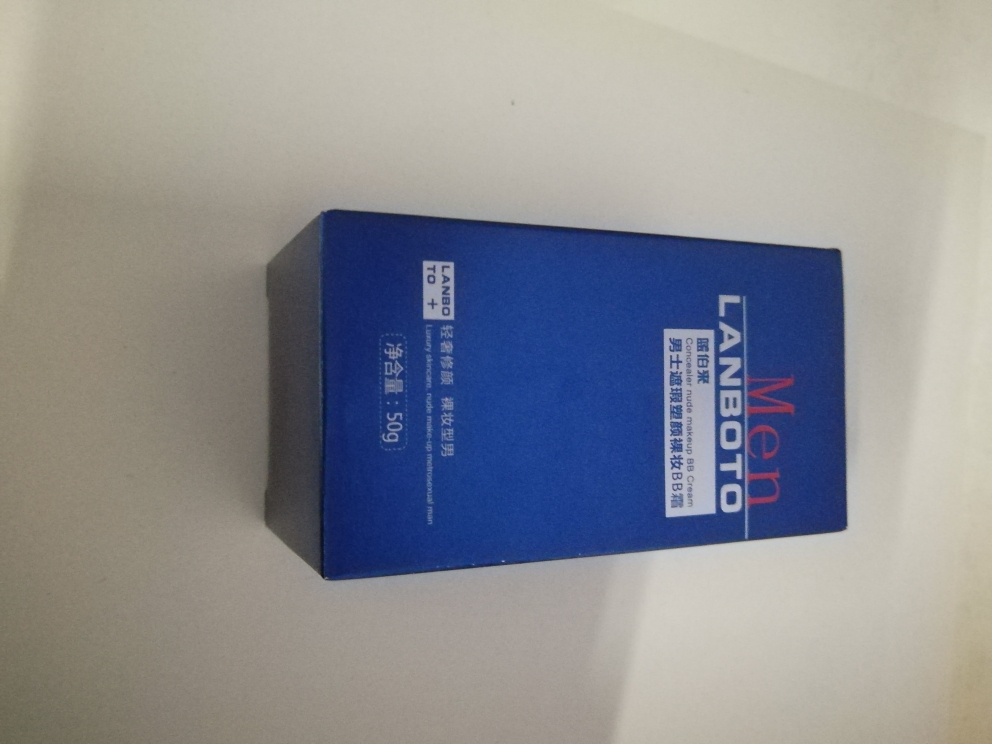 Men
LANBOTO
蓝伯来
Concealer nude makeup BB Cream
男士遮瑕塑颜裸妆BB霜
LANBO
TO +
轻奢修颜 裸妆型男
Luxury skincare, nude make-up metrosexual man
净含量:50g